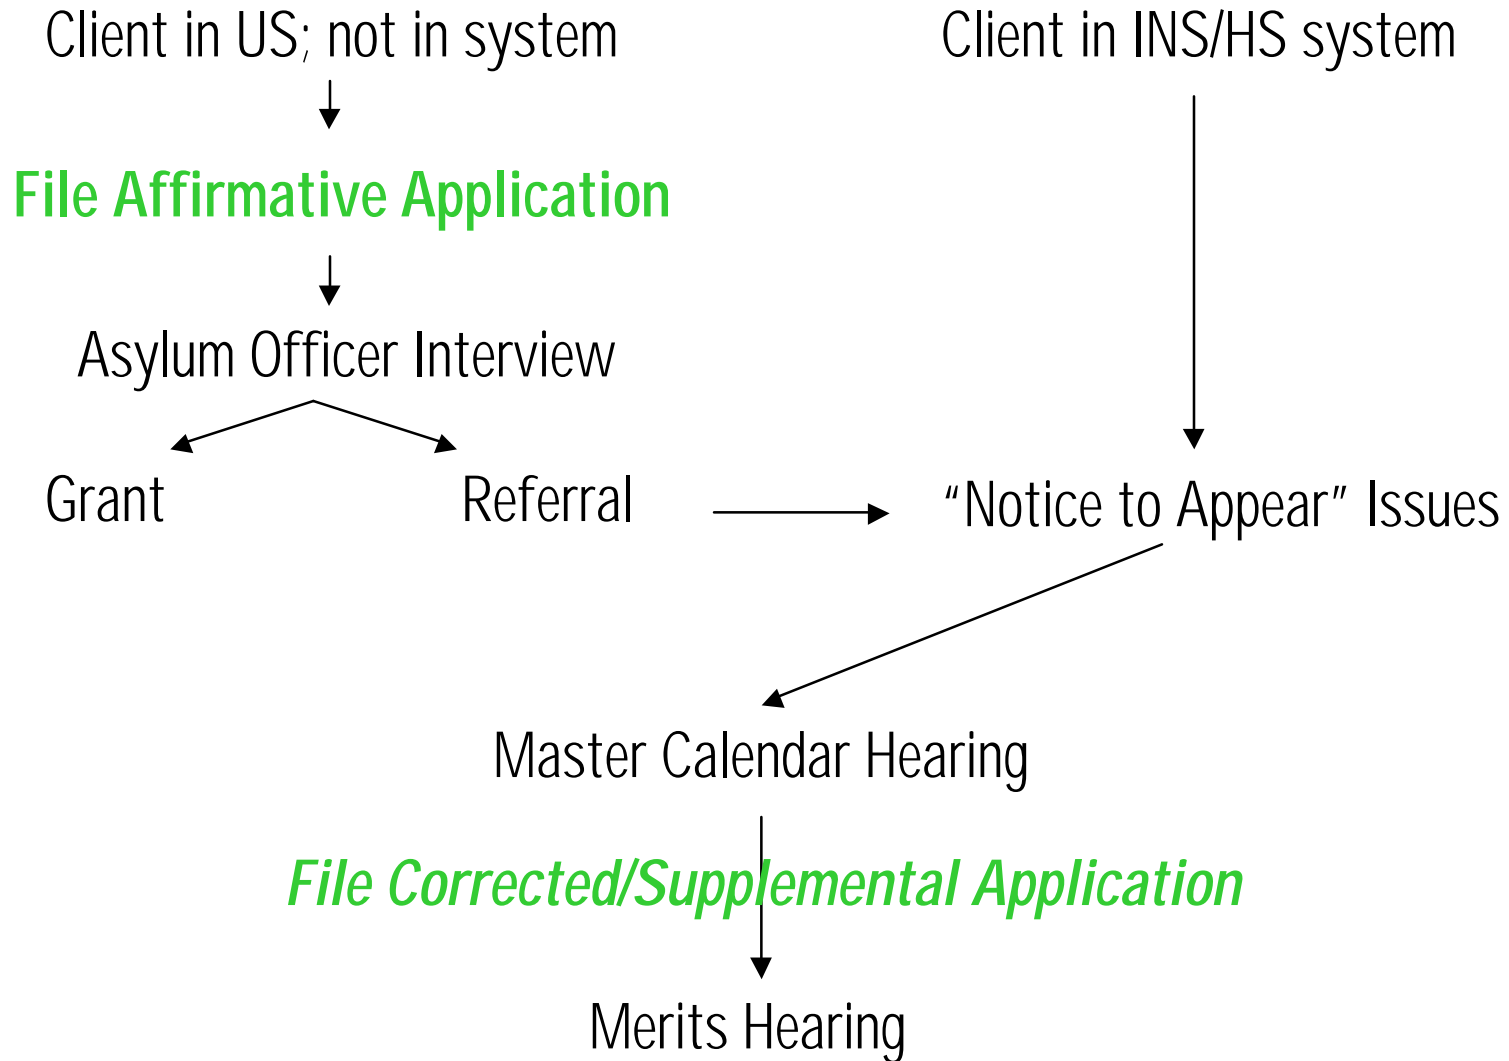 Client in US; not in system
Client in INS/HS system
File Affirmative Application
Asylum Officer Interview
Grant
Referral
“Notice to Appear” Issues
Master Calendar Hearing
File Corrected/Supplemental Application
Merits Hearing